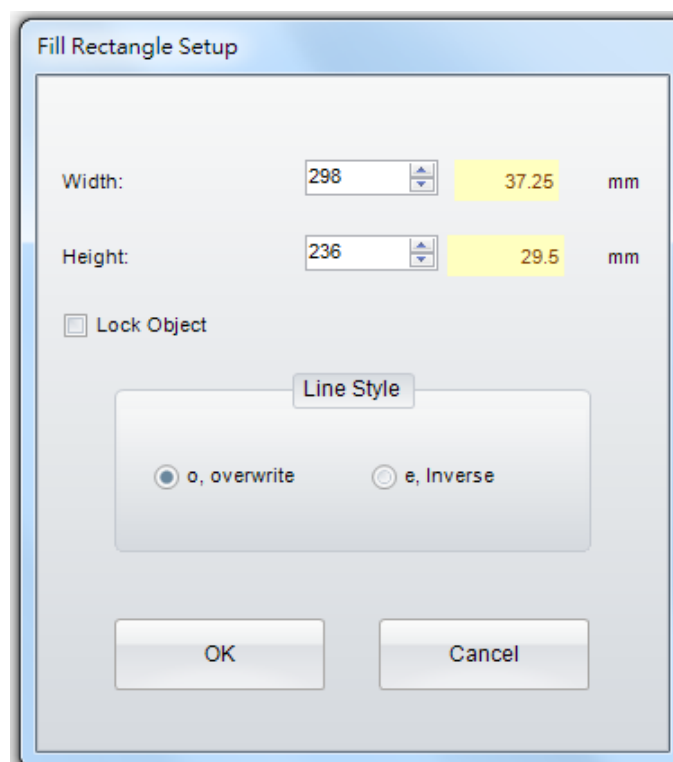 Fill Rectangle Setup
Width: 298 37.25 mm
Height: 236 29.5 mm
Lock Object
Line Style
o, overwrite e, Inverse
OK Cancel